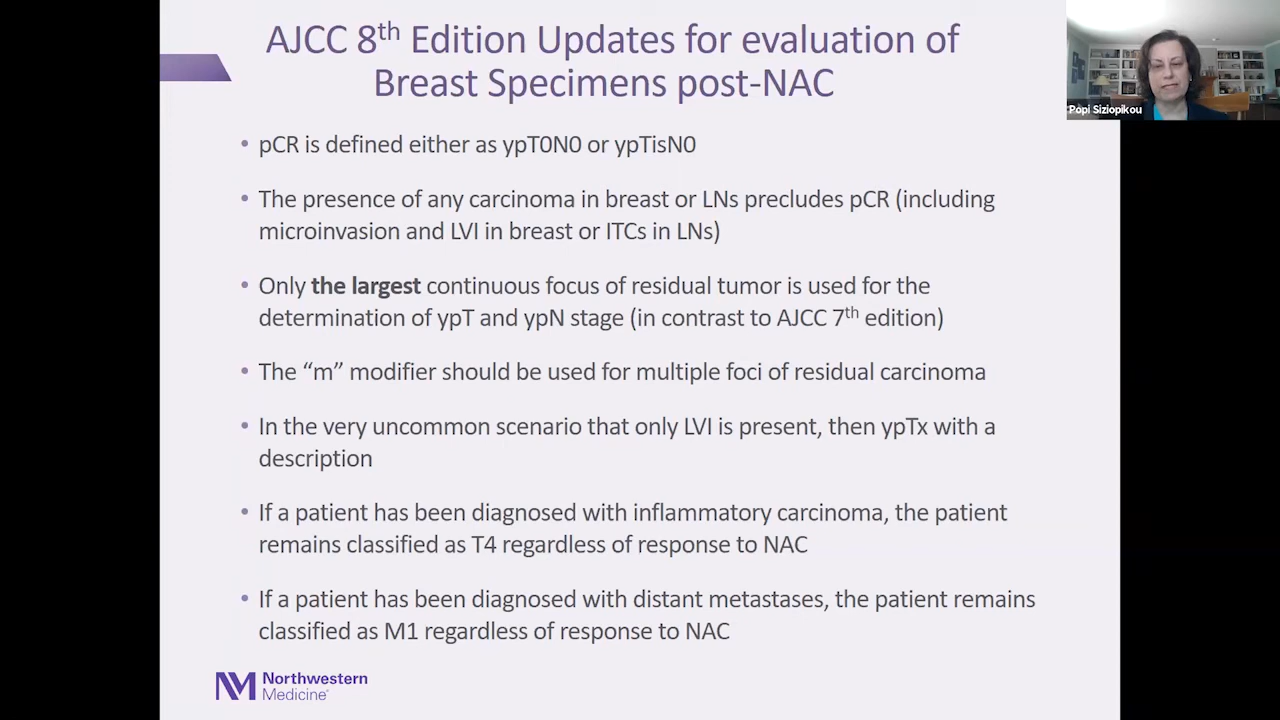 AJCC 8th Edition Updates for evaluation of
Breast Specimens post-NAC
Popi Siziopikou
• pCR is defined either as ypT0N0 or ypTisN0
• The presence of any carcinoma in breast or LNs precludes pCR (including
microinvasion and LVI in breast or ITCs in LNs)
• Only the largest continuous focus of residual tumor is used for the
determination of ypT and ypN stage (in contrast to AJCC 7th edition)
• The “m” modifier should be used for multiple foci of residual carcinoma
• In the very uncommon scenario that only LVI is present, then ypTx with a
description
• If a patient has been diagnosed with inflammatory carcinoma, the patient
remains classified as T4 regardless of response to NAC
• If a patient has been diagnosed with distant metastases, the patient remains
classified as M1 regardless of response to NAC
NM Northwestern
Medicine